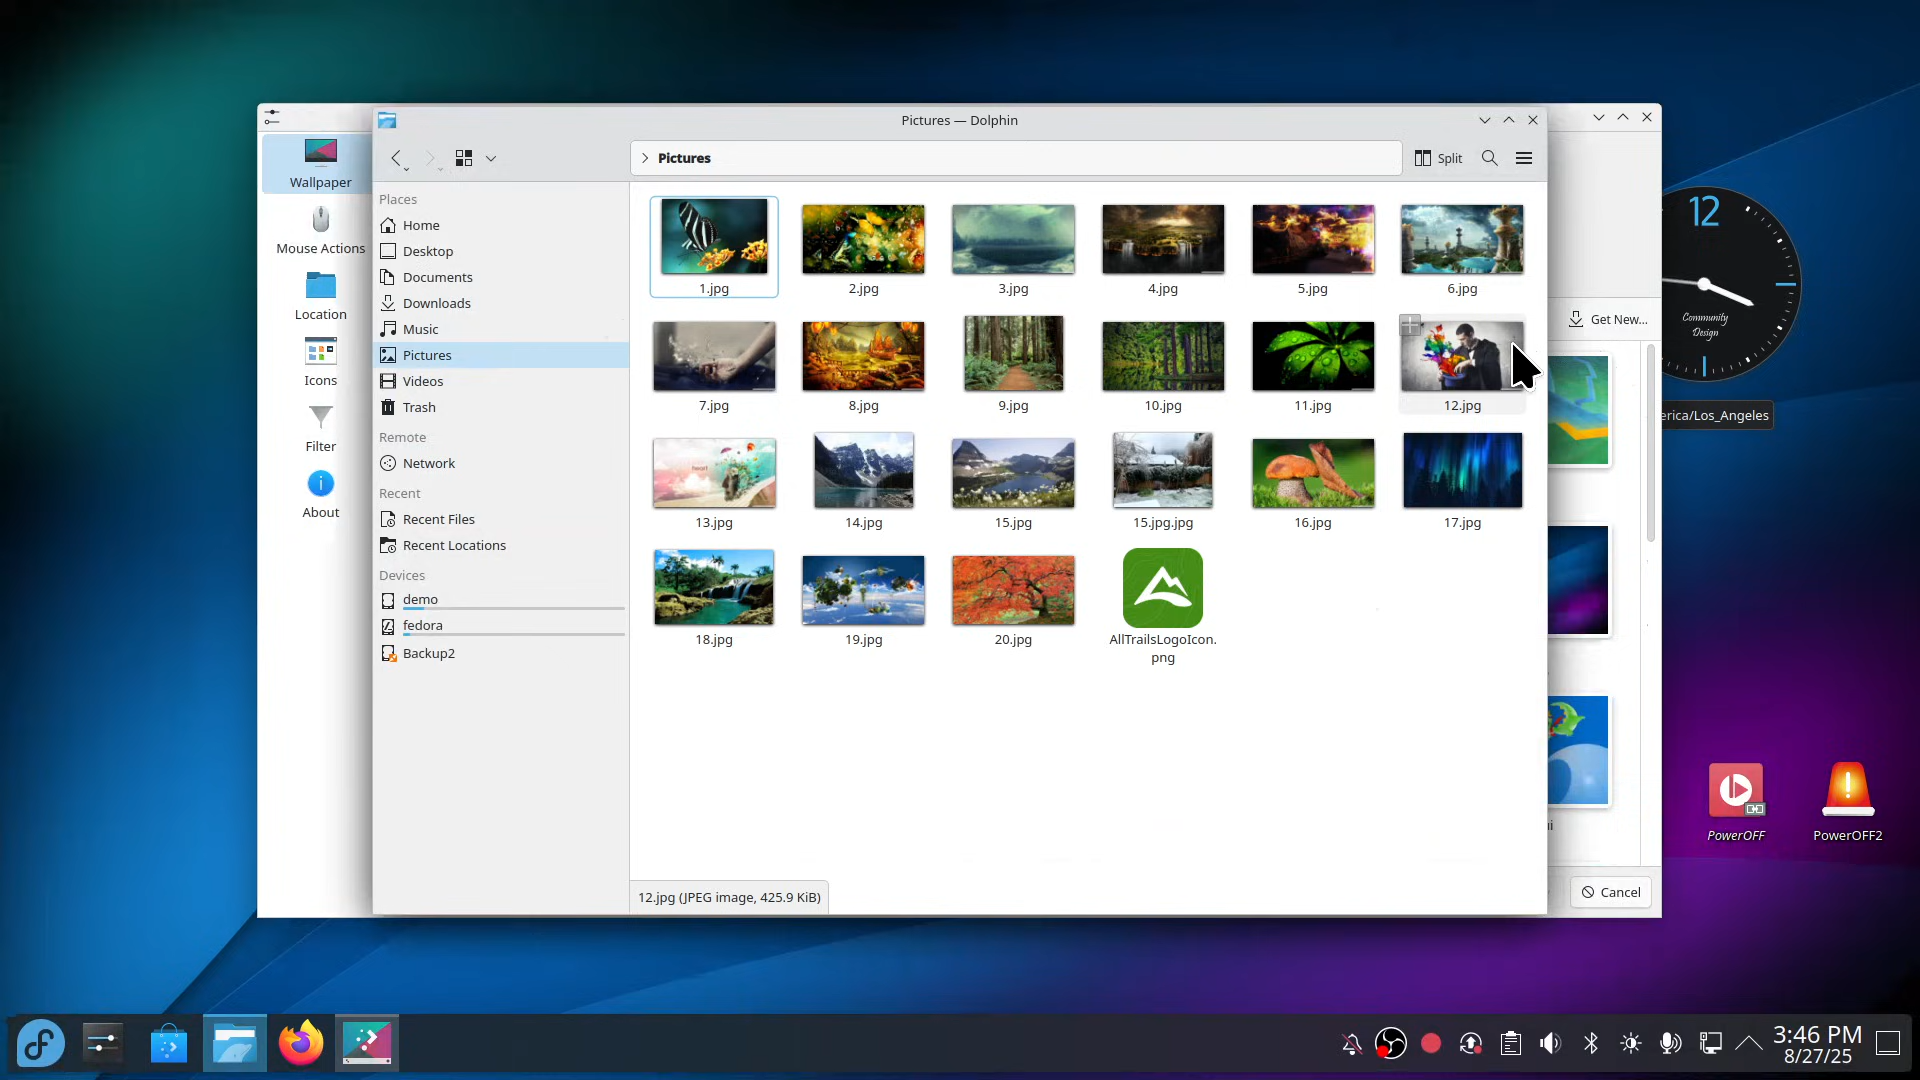 Pictures — Dolphin
Wallpaper
Mouse Actions
Location
Icons
Filter
About
Pictures
Split
Places
Home
Desktop
Documents
Downloads
Music
Pictures
Videos
Trash
Remote
Network
Recent
Recent Files
Recent Locations
Devices
demo
fedora
Backup2
1.jpg
2.jpg
3.jpg
4.jpg
5.jpg
6.jpg
7.jpg
8.jpg
9.jpg
10.jpg
11.jpg
12.jpg
13.jpg
14.jpg
15.jpg
15.jpg.jpg
16.jpg
17.jpg
18.jpg
19.jpg
20.jpg
AllTrailsLogoIcon.
png
12.jpg (JPEG image, 425.9 KiB)
Get New...
Cancel
12
Community
Design
erica/Los_Angeles
PowerOFF
PowerOFF2
3:46 PM
8/27/25